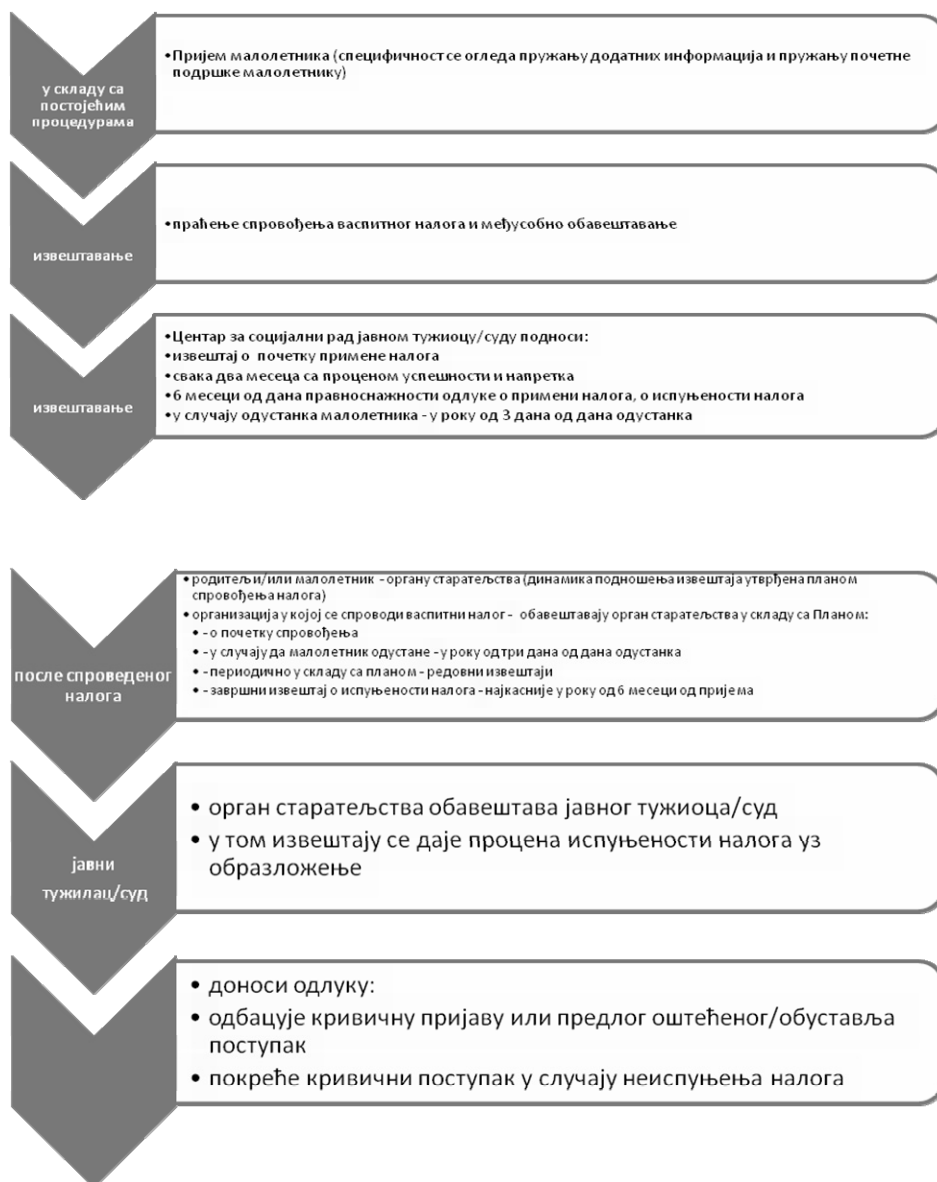 у складу са
постојећим
процедурама
•Пријем малолетника (специфичност се огледа пружању додатних информација и пружању почетне
подршке малолетнику)
извештавање
•праћење спровођења васпитног налога и међусобно обавештавање
извештавање
•Центар за социјални рад јавном тужиоцу/суду подноси:
•извештај о почетку примене налога
•свака два месеца са проценом успешности и напретка
•6 месеци од дана правноснажности одлуке о примени налога, о испуњености налога
•у случају одустанка малолетника - у року од 3 дана од дана одустанка
после спроведеног
налога
• родитељ и/или малолетник - органу старатељства (динамика подношења извештаја утврђена планом
спровођења налога)
• организација у којој се спроводи васпитни налог - обавештавају орган старатељства у складу са Планом:
• - о почетку спровођења
• - у случају да малолетник одустане - у року од три дана од дана одустанка
• -периодично у складу са планом - редовни извештаји
• - завршни извештај о испуњености налога - најкасније у року од 6 месеци од пријема
јавни
тужилац/суд
• орган старатељства обавештава јавног тужиоца/суд
• у том извештају се даје процена испуњености налога уз
образложење
• доноси одлуку:
• одбацује кривичну пријаву или предлог оштећеног/обуставља
поступак
• покреће кривични поступак у случају неиспуњења налога